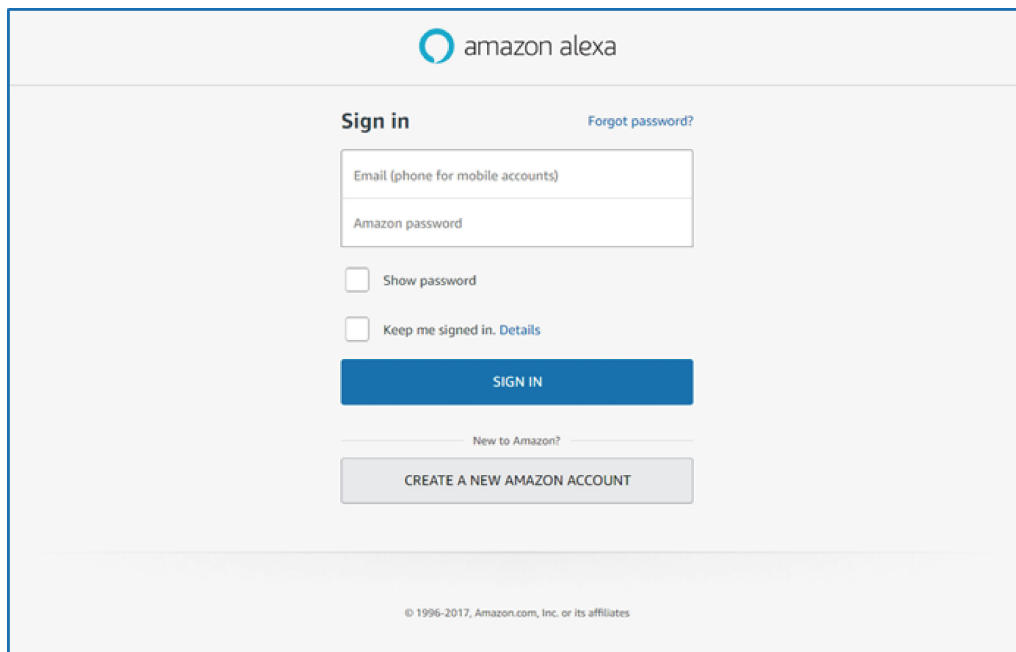 amazon alexa
Sign in
Forgot password?
Email (phone for mobile accounts)
Amazon password
Show password
Keep me signed in. Details
SIGN IN
New to Amazon?
CREATE A NEW AMAZON ACCOUNT
© 1996-2017, Amazon.com, Inc. or its affiliates